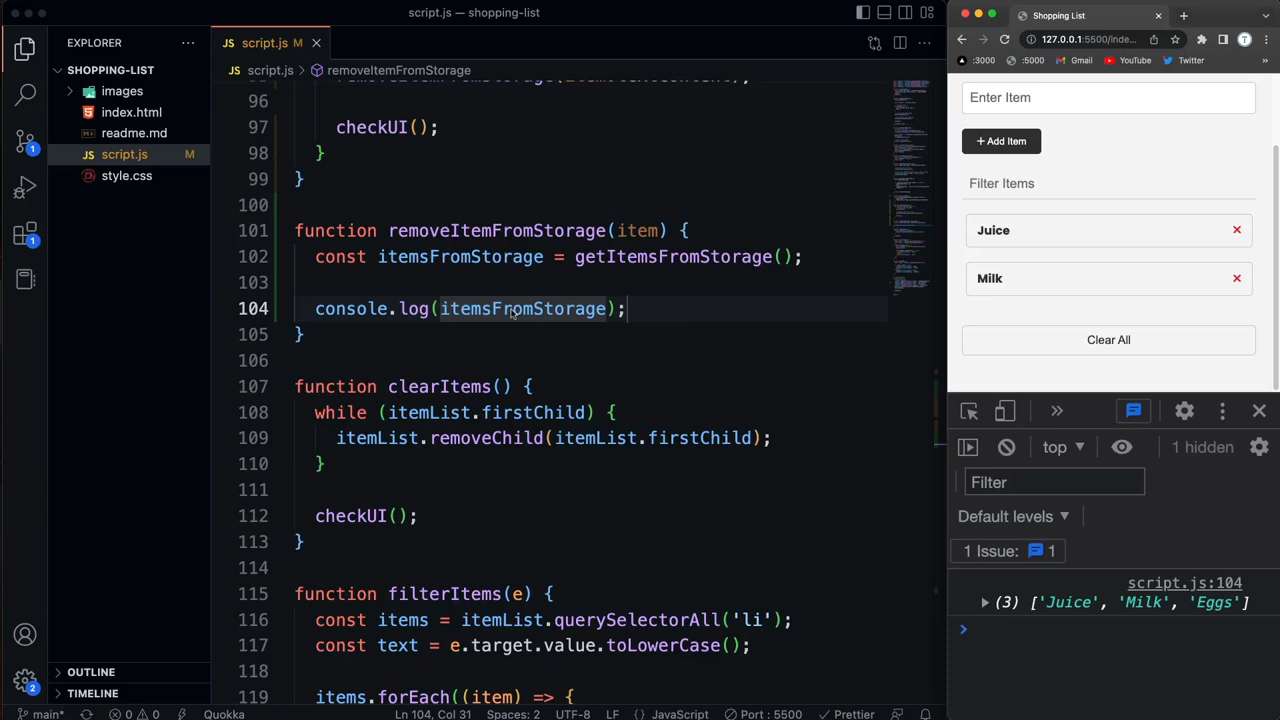 script.js — shopping-list
EXPLORER
SHOPPING-LIST
images
index.html
readme.md
script.js M
style.css
OUTLINE
TIMELINE
1
1
2
JS script.js M
JS script.js > removeItemFromStorage
96
97 checkUI();
98 }
99 }
100
101 function removeItemFromStorage(item) {
102 const itemsFromStorage = getItemsFromStorage();
103
104 console.log(itemsFromStorage);
105 }
106
107 function clearItems() {
108 while (itemList.firstChild) {
109 itemList.removeChild(itemList.firstChild);
110 }
111
112 checkUI();
113 }
114
115 function filterItems(e) {
116 const items = itemList.querySelectorAll('li');
117 const text = e.target.value.toLowerCase();
118
119 items.forEach((item) => {
main* 0 0 Quokka Ln 104, Col 31 Spaces: 2 UTF-8 LF {} JavaScript Port : 5500 Prettier
Shopping List
127.0.0.1:5500/inde... T
:3000 :5000 Gmail YouTube Twitter »
Enter Item
+ Add Item
Filter Items
Juice
Milk
Clear All
top 1 hidden
Filter
Default levels
1 Issue: 1
script.js:104
(3) ['Juice', 'Milk', 'Eggs']